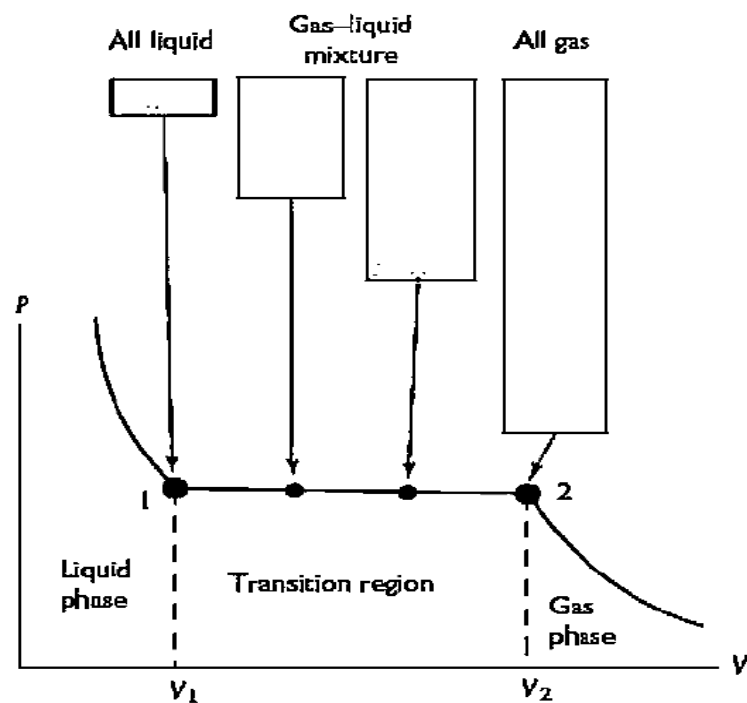 All liquid
Gas–liquid
mixture
All gas
P
1
2
Liquid
phase
Transition region
Gas
phase
V1
V2
V